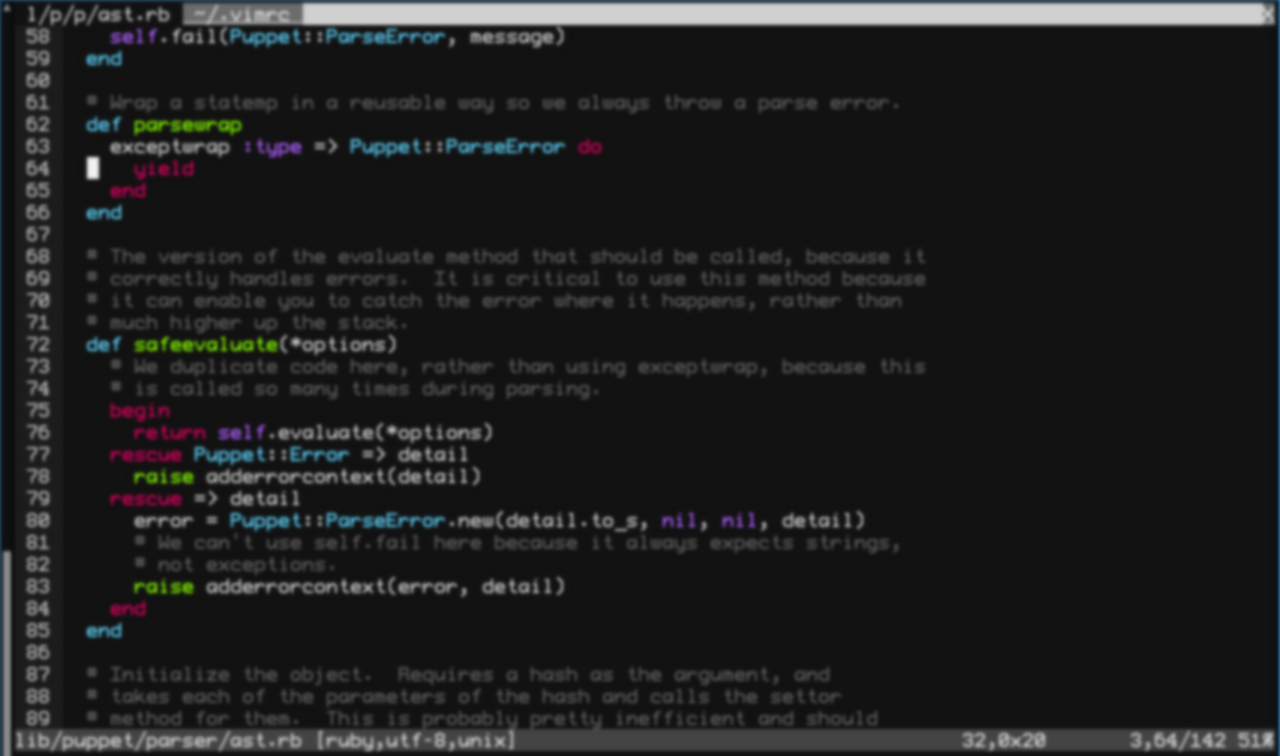 l/p/p/ast.rb ~/.vimrc X
58 self.fail(Puppet::ParseError, message)
59 end
60
61 # Wrap a statemp in a reusable way so we always throw a parse error.
62 def parsewrap
63 exceptwrap :type => Puppet::ParseError do
64 yield
65 end
66 end
67
68 # The version of the evaluate method that should be called, because it
69 # correctly handles errors. It is critical to use this method because
70 # it can enable you to catch the error where it happens, rather than
71 # much higher up the stack.
72 def safeevaluate(*options)
73 # We duplicate code here, rather than using exceptwrap, because this
74 # is called so many times during parsing.
75 begin
76 return self.evaluate(*options)
77 rescue Puppet::Error => detail
78 raise adderrorcontext(detail)
79 rescue => detail
80 error = Puppet::ParseError.new(detail.to_s, nil, nil, detail)
81 # We can't use self.fail here because it always expects strings,
82 # not exceptions.
83 raise adderrorcontext(error, detail)
84 end
85 end
86
87 # Initialize the object. Requires a hash as the argument, and
88 # takes each of the parameters of the hash and calls the settor
89 # method for them. This is probably pretty inefficient and should
lib/puppet/parser/ast.rb [ruby,utf-8,unix] 32,0x20 3,64/142 51%